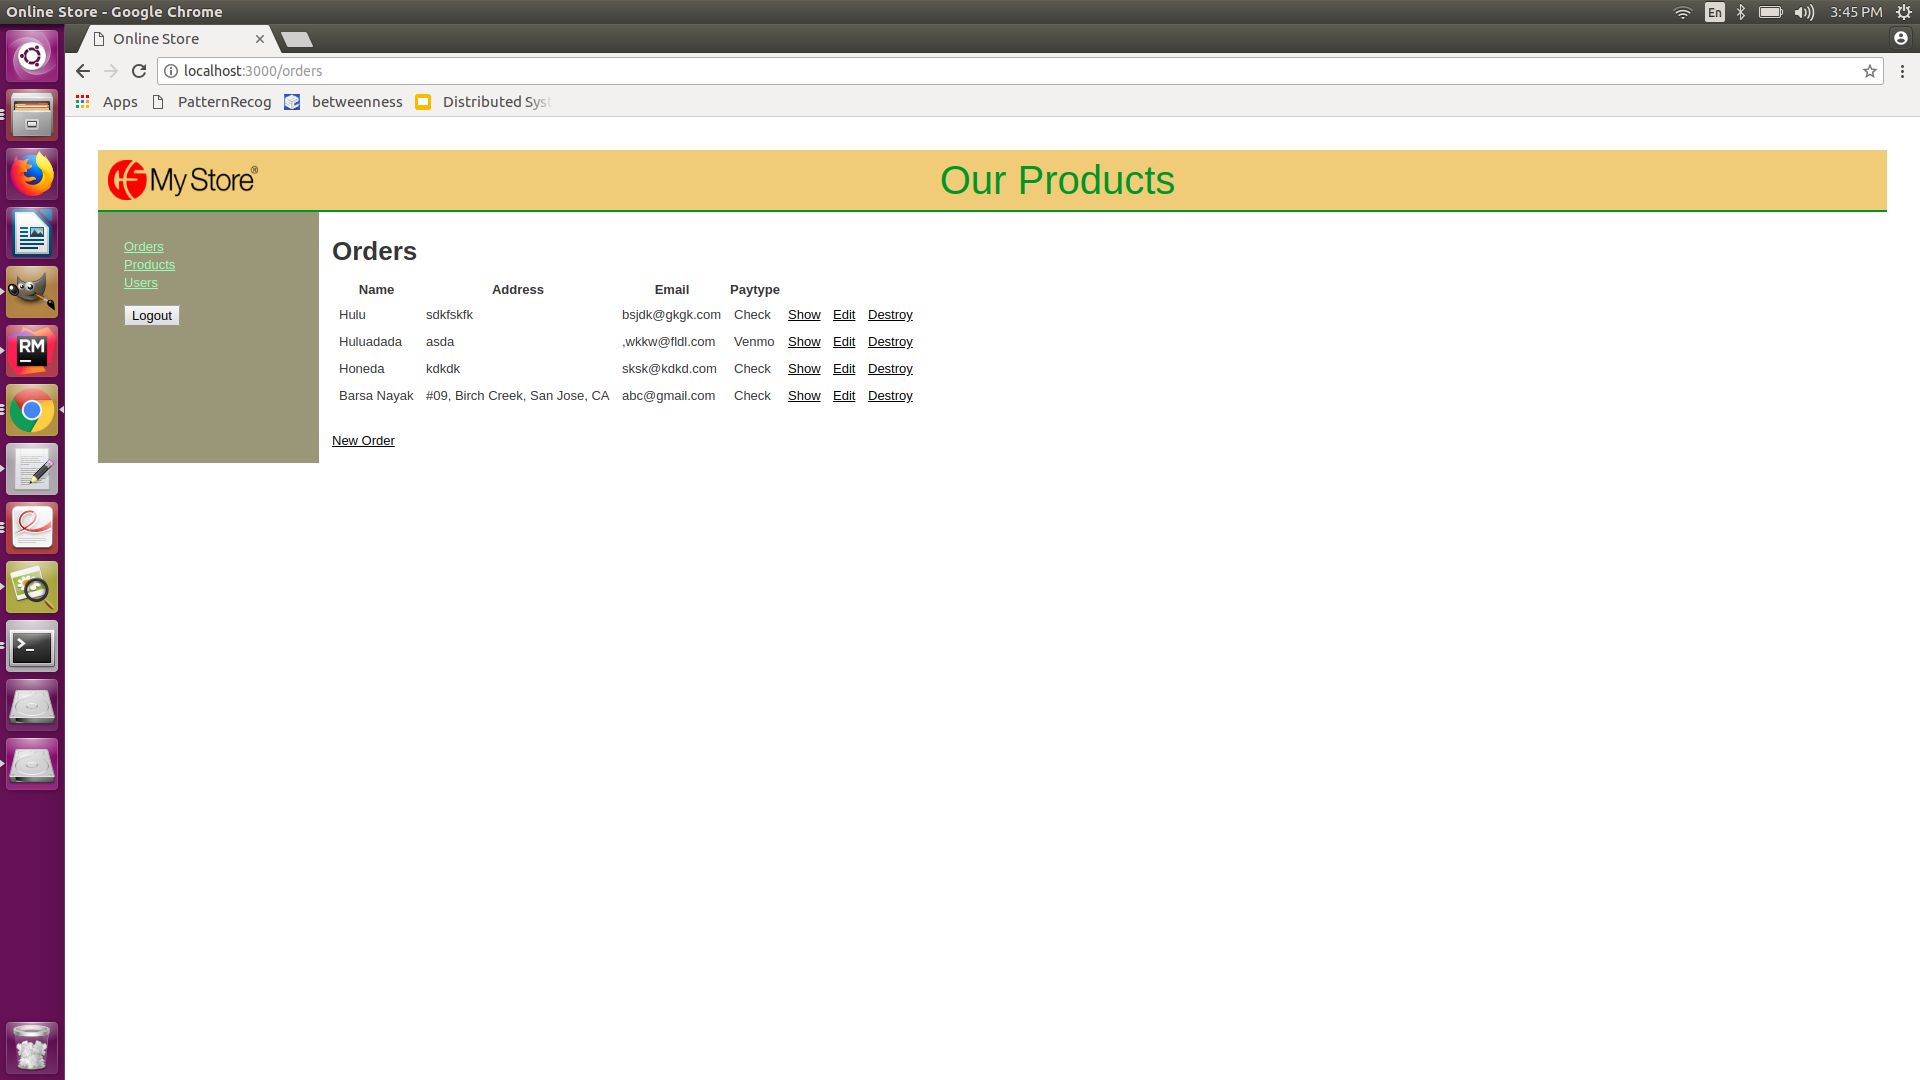 Online Store - Google Chrome En 3:45 PM
Online Store
localhost:3000/orders
Apps PatternRecog betweenness Distributed Syst
My Store® Our Products
Orders
Products
Users
Logout
Orders
Name Address Email Paytype
Hulu sdkfskfk bsjdk@gkgk.com Check Show Edit Destroy
Huluadada asda ,wkkw@fldl.com Venmo Show Edit Destroy
Honeda kdkdk sksk@kdkd.com Check Show Edit Destroy
Barsa Nayak #09, Birch Creek, San Jose, CA abc@gmail.com Check Show Edit Destroy
New Order
RM